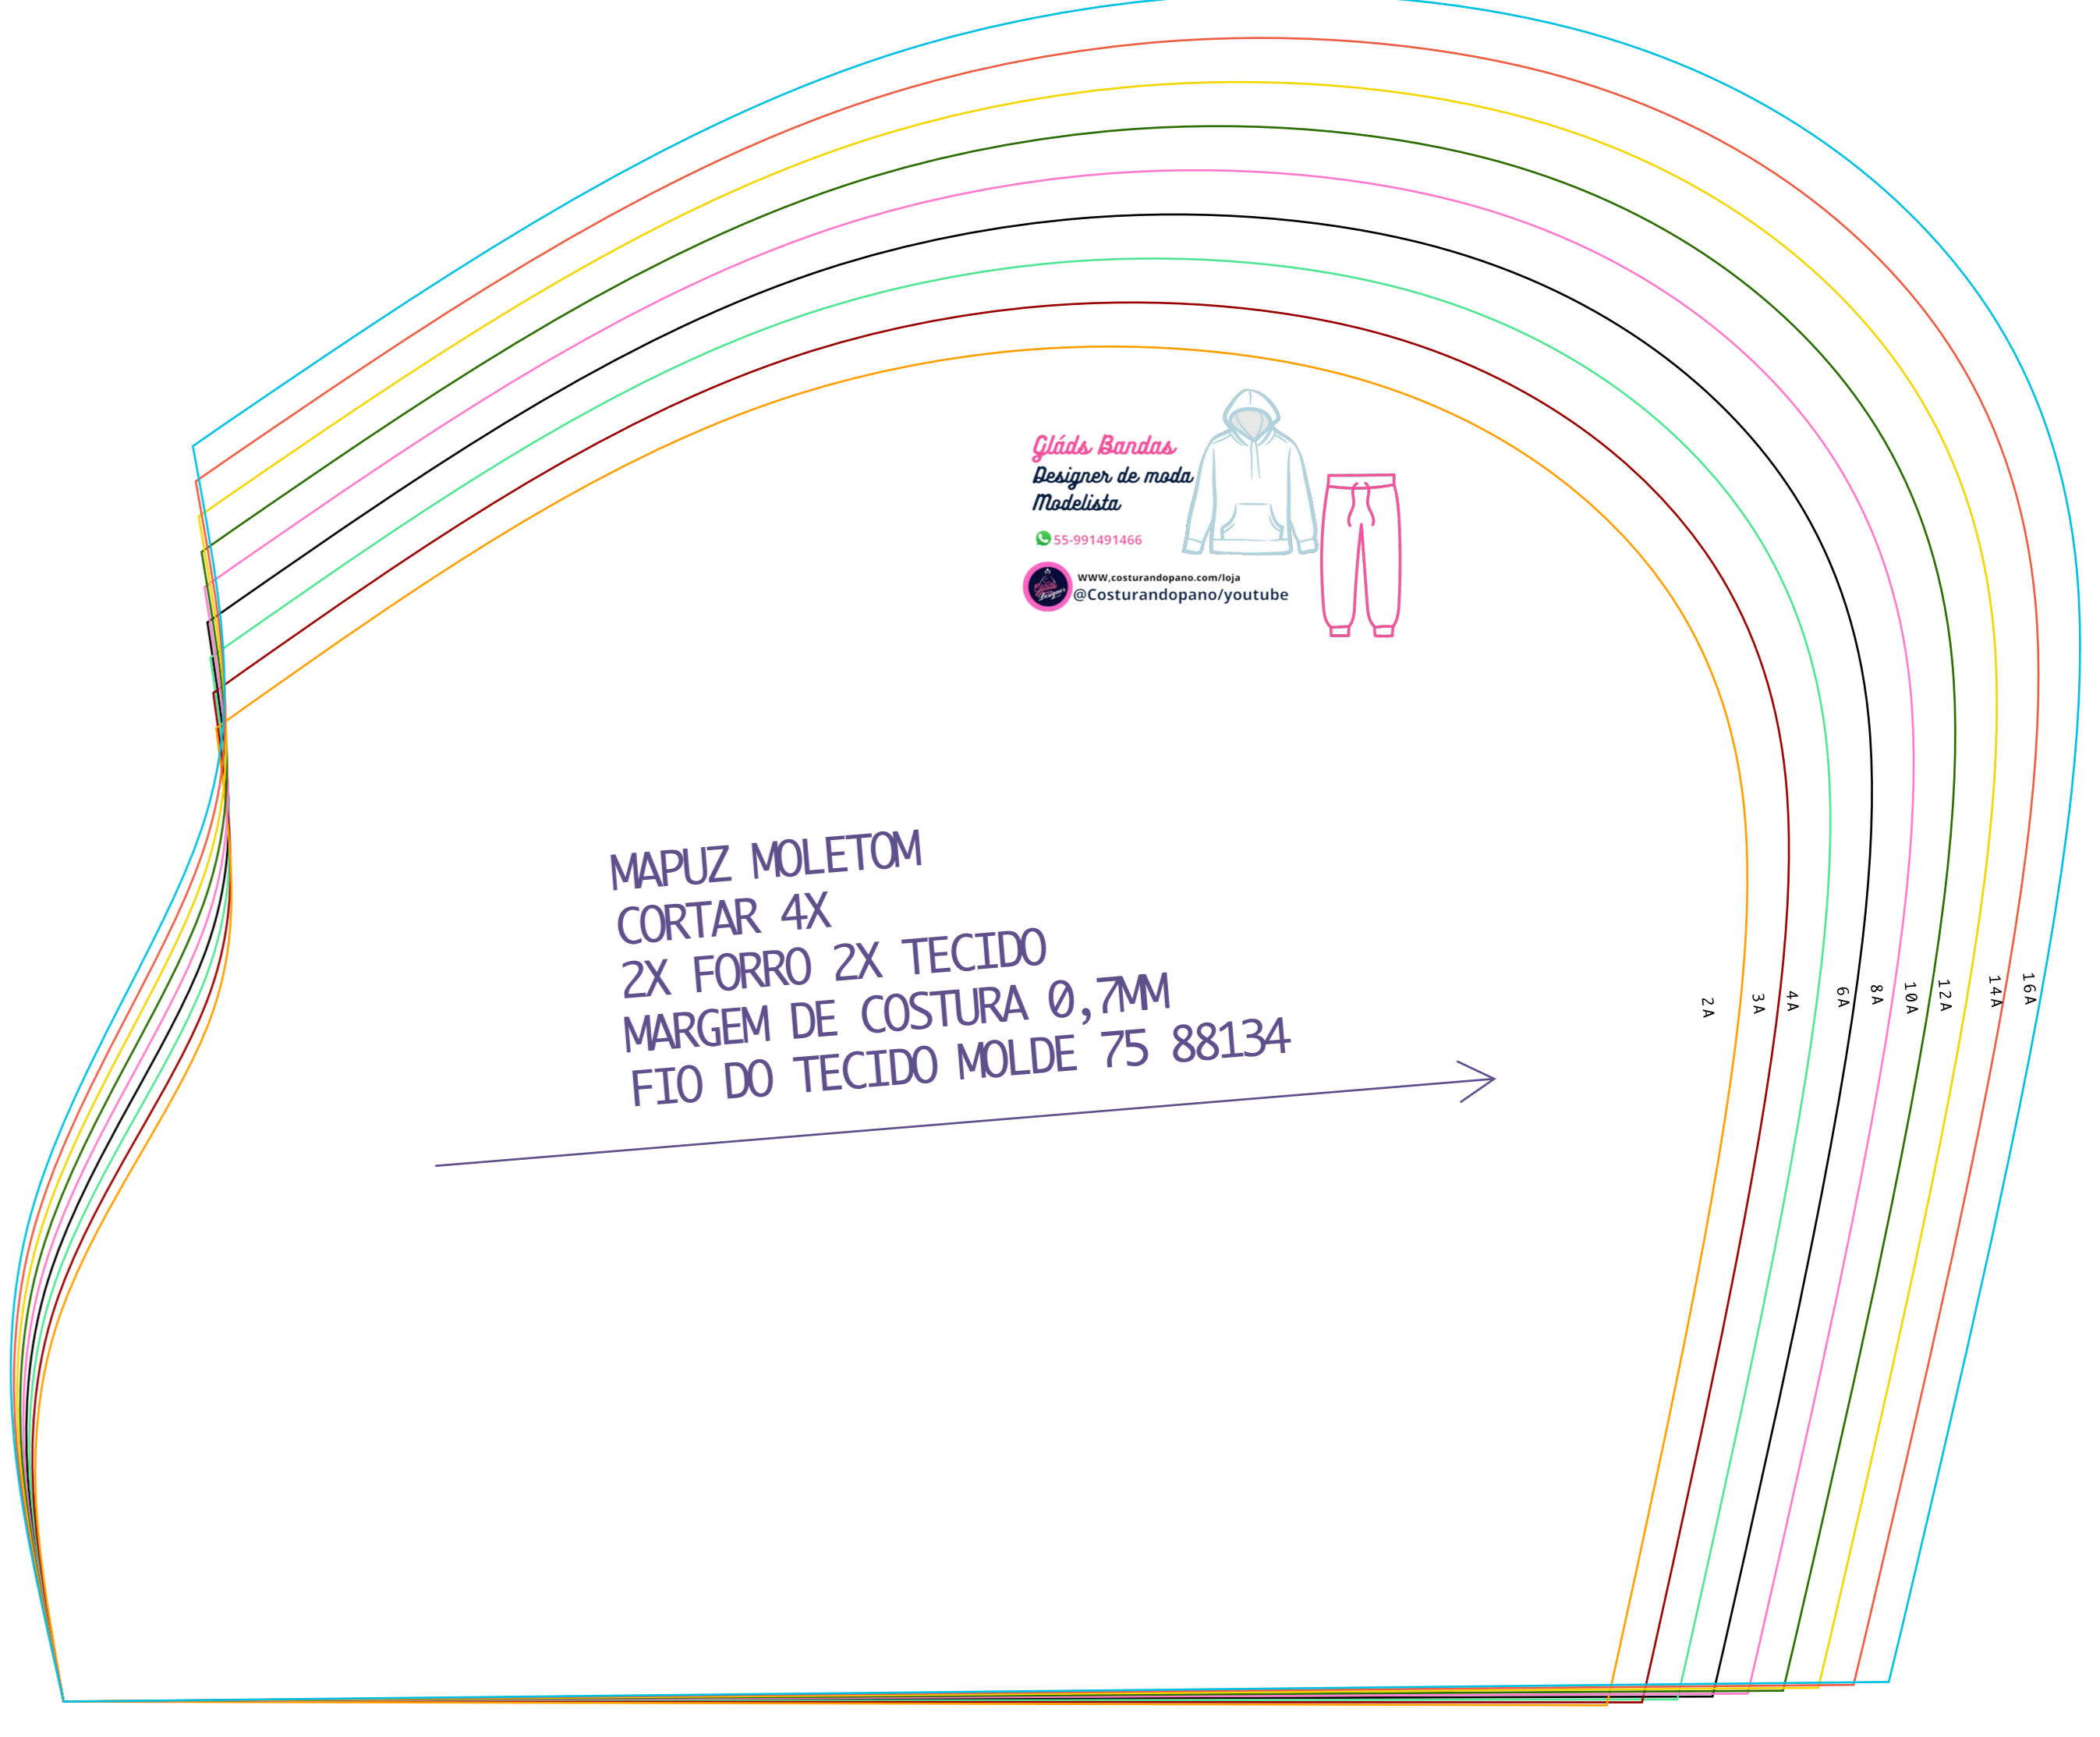 Gláds Bandas
Designer de moda
Modelista
55-991491466
WWW,costurandopano.com/loja
@Costurandopano/youtube
MAPUZ MOLETOM
CORTAR 4X
2X FORRO 2X TECIDO
MARGEM DE COSTURA 0,7MM
FIO DO TECIDO MOLDE 75 88134
2A
3A
4A
6A
8A
10A
12A
14A
16A